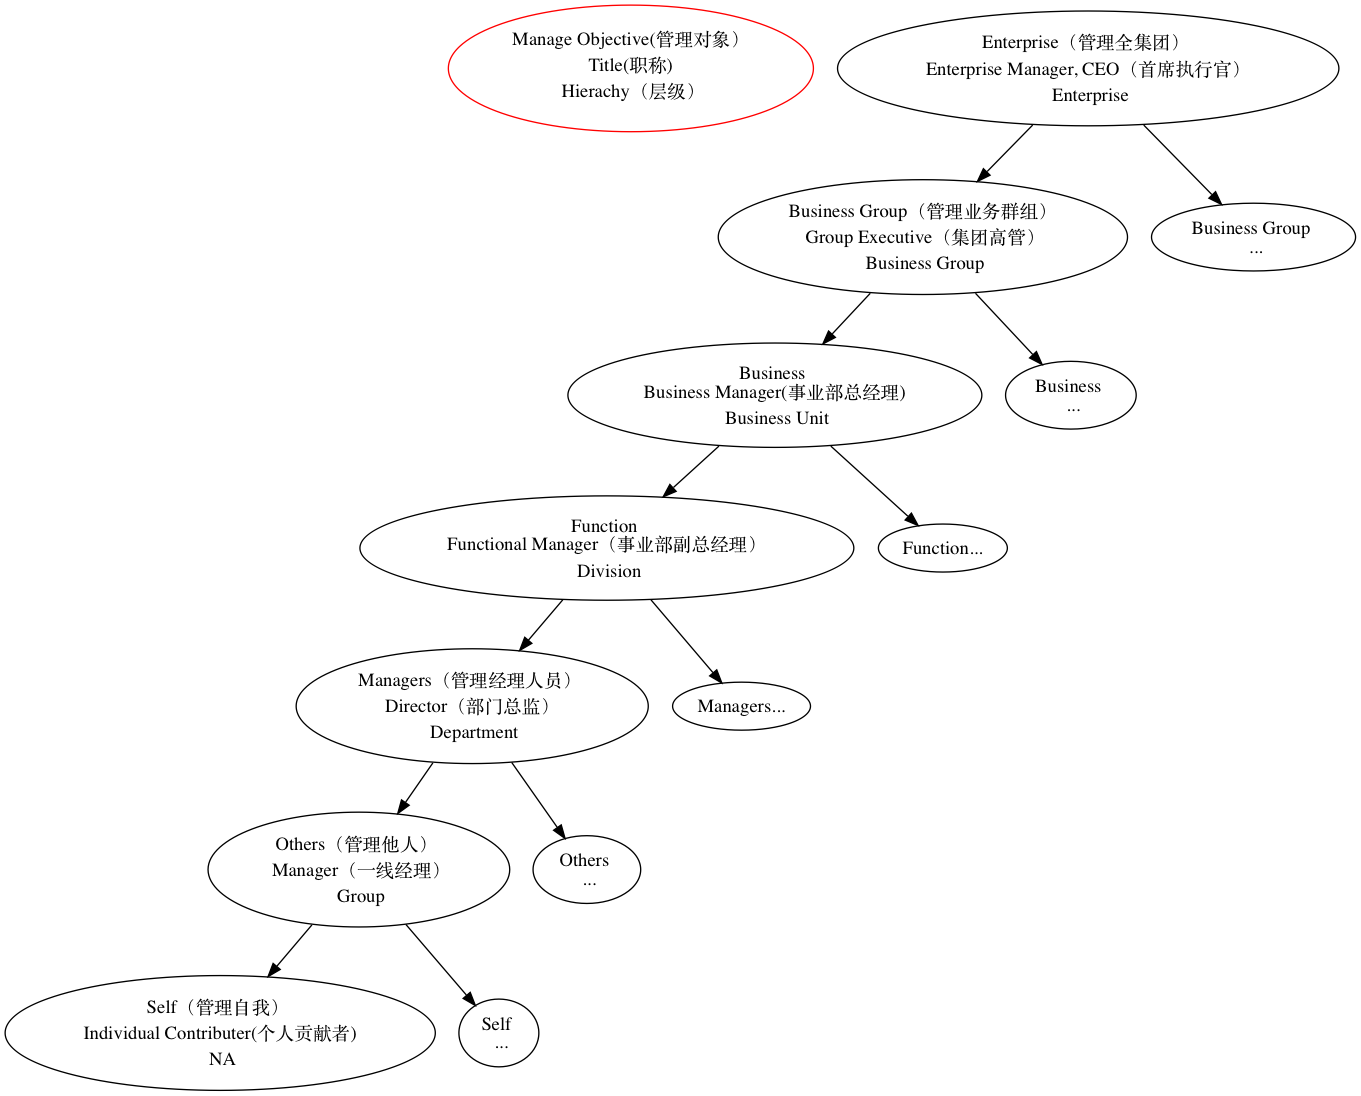 Manage Objective(管理对象）
Title(职称)
Hierachy（层级）
Enterprise（管理全集团）
Enterprise Manager, CEO（首席执行官）
Enterprise
Business Group（管理业务群组）
Group Executive（集团高管）
Business Group
Business Group
...
Business
Business Manager(事业部总经理)
Business Unit
Business
...
Function
Functional Manager（事业部副总经理）
Division
Function...
Managers（管理经理人员）
Director（部门总监）
Department
Managers...
Others（管理他人）
Manager（一线经理）
Group
Others
...
Self（管理自我）
Individual Contributer(个人贡献者)
NA
Self
...